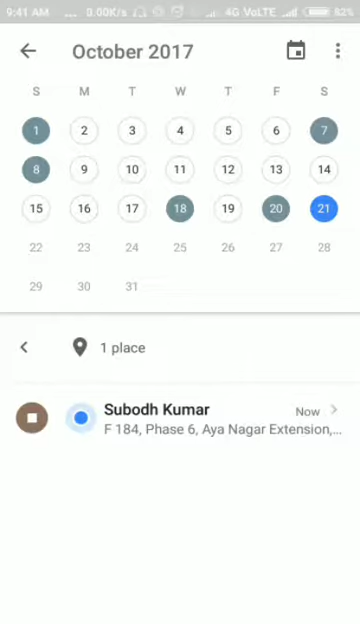 9:41 AM ... 0.00K/s 4G VoLTE 82%
October 2017
S M T W T F S
1 2 3 4 5 6 7
8 9 10 11 12 13 14
15 16 17 18 19 20 21
22 23 24 25 26 27 28
29 30 31
1 place
Subodh Kumar Now
F 184, Phase 6, Aya Nagar Extension,...